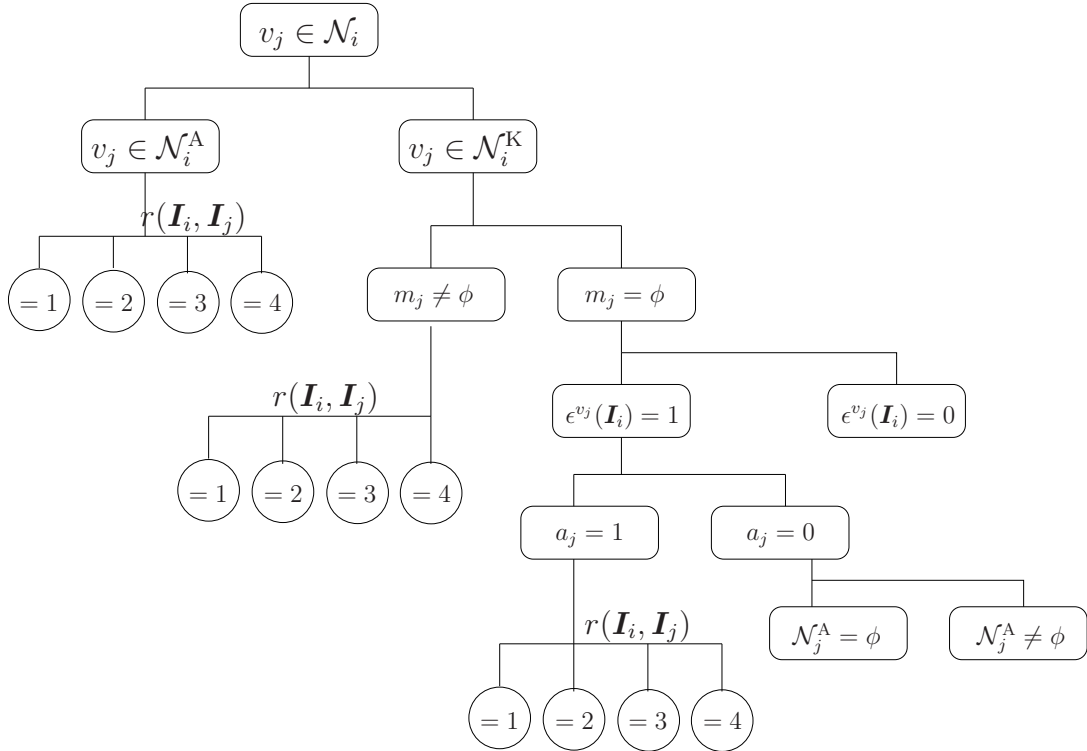 v_j ∈ 𝒩_i
v_j ∈ 𝒩_i^A
v_j ∈ 𝒩_i^K
r(I_i, I_j)
= 1
= 2
= 3
= 4
m_j ≠ ϕ
m_j = ϕ
r(I_i, I_j)
= 1
= 2
= 3
= 4
ϵ^{v_j}(I_i) = 1
ϵ^{v_j}(I_i) = 0
a_j = 1
a_j = 0
r(I_i, I_j)
= 1
= 2
= 3
= 4
𝒩_j^A = ϕ
𝒩_j^A ≠ ϕ